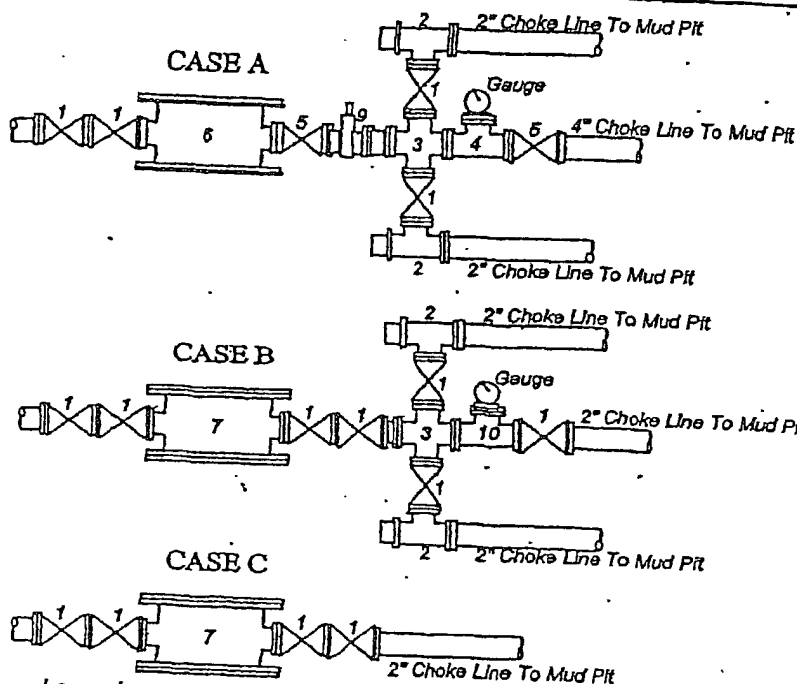 2" Choke Line To Mud Pit
2
CASE A
1
Gauge
1 1 6 5 9 3 4 5 4" Choke Line To Mud Pit
1
2
2" Choke Line To Mud Pit
2 2" Choke Line To Mud Pit
CASE B
1
Gauge
1 1 7 1 1 3 10 1 2" Choke Line To Mud Pit
1
2 2" Choke Line To Mud Pit
CASE C
1 1 7 1 1
2" Choke Line To Mud Pit